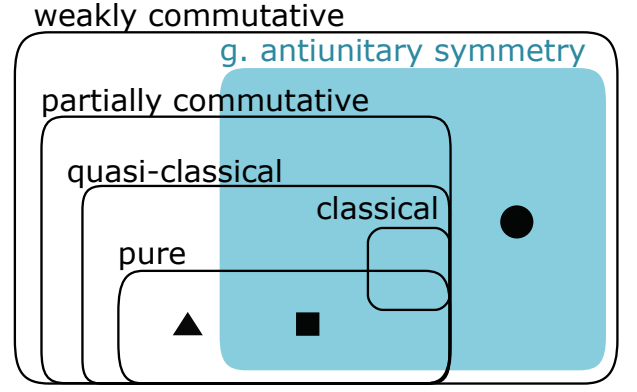 weakly commutative
g. antiunitary symmetry
partially commutative
quasi-classical
classical
pure